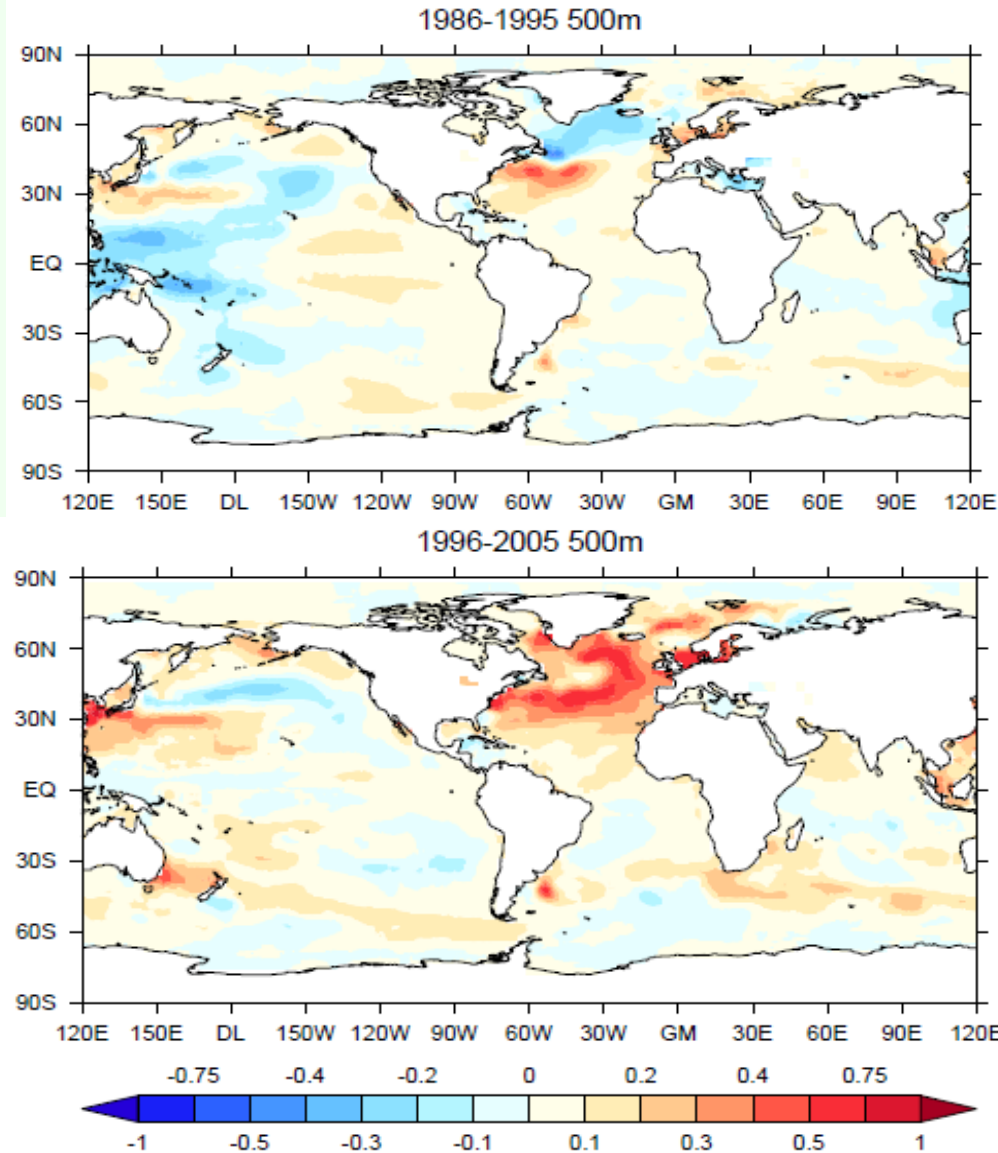 1986-1995 500m
90N
60N
30N
EQ
30S
60S
90S
120E 150E DL 150W 120W 90W 60W 30W GM 30E 60E 90E 120E
1996-2005 500m
90N
60N
30N
EQ
30S
60S
90S
120E 150E DL 150W 120W 90W 60W 30W GM 30E 60E 90E 120E
-0.75 -0.4 -0.2 0 0.2 0.4 0.75
-1 -0.5 -0.3 -0.1 0.1 0.3 0.5 1